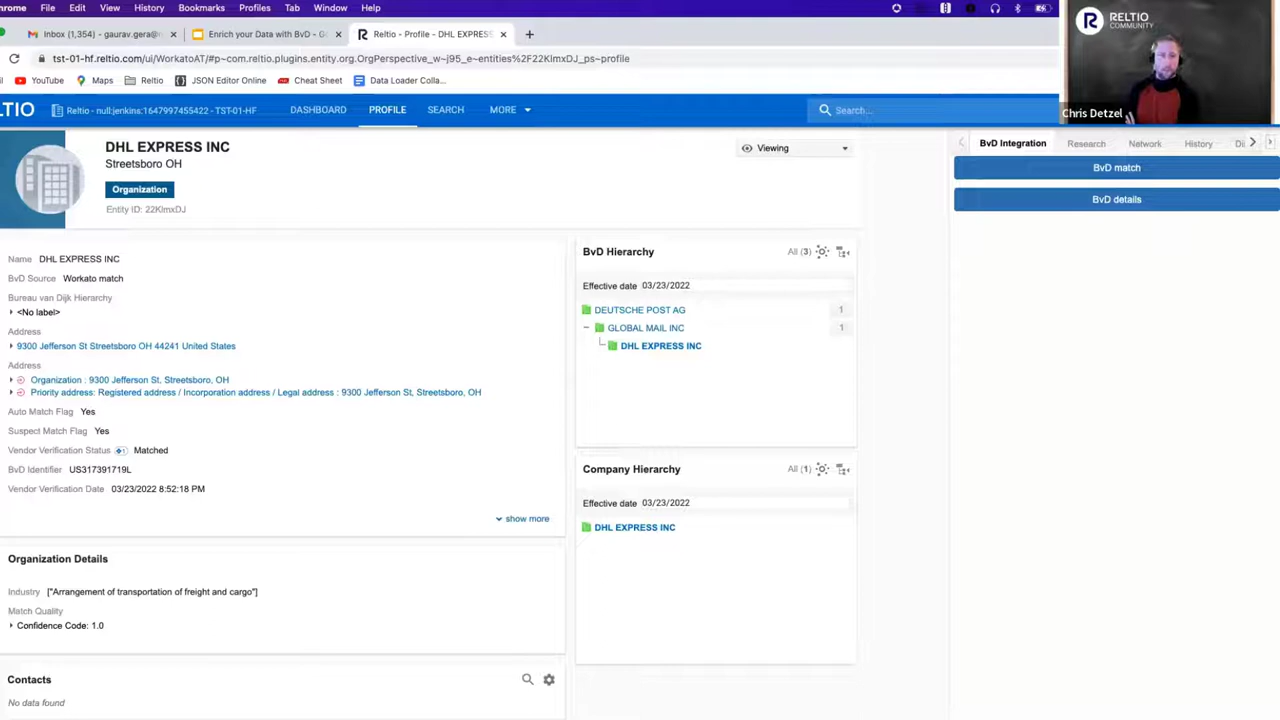 hrome File Edit View History Bookmarks Profiles Tab Window Help
Inbox (1,354) - gaurav.gera@
Enrich your Data with BvD - G
Reltio - Profile - DHL EXPRESS
tst-01-hf.reltio.com/ui/WorkatoAT/#p~com.reltio.plugins.entity.org.OrgPerspective_w~j95_e~entities%2F22KlmxDJ_ps~profile
YouTube Maps Reltio JSON Editor Online Cheat Sheet Data Loader Colla...
LTIO Reltio - null:jenkins:1647997455422 - TST-01-HF DASHBOARD PROFILE SEARCH MORE Search...
RELTIO
COMMUNITY
Chris Detzel
DHL EXPRESS INC
Streetsboro OH
Organization
Entity ID: 22KlmxDJ
Viewing
BvD Integration Research Network History Di
BvD match
BvD details
Name DHL EXPRESS INC
BvD Source Workato match
Bureau van Dijk Hierarchy
<No label>
Address
9300 Jefferson St Streetsboro OH 44241 United States
Address
Organization : 9300 Jefferson St, Streetsboro, OH
Priority address: Registered address / Incorporation address / Legal address : 9300 Jefferson St, Streetsboro, OH
Auto Match Flag Yes
Suspect Match Flag Yes
Vendor Verification Status 1 Matched
BvD Identifier US317391719L
Vendor Verification Date 03/23/2022 8:52:18 PM
show more
Organization Details
Industry ["Arrangement of transportation of freight and cargo"]
Match Quality
Confidence Code: 1.0
Contacts
No data found
BvD Hierarchy All (3)
Effective date 03/23/2022
DEUTSCHE POST AG 1
GLOBAL MAIL INC 1
DHL EXPRESS INC
Company Hierarchy All (1)
Effective date 03/23/2022
DHL EXPRESS INC